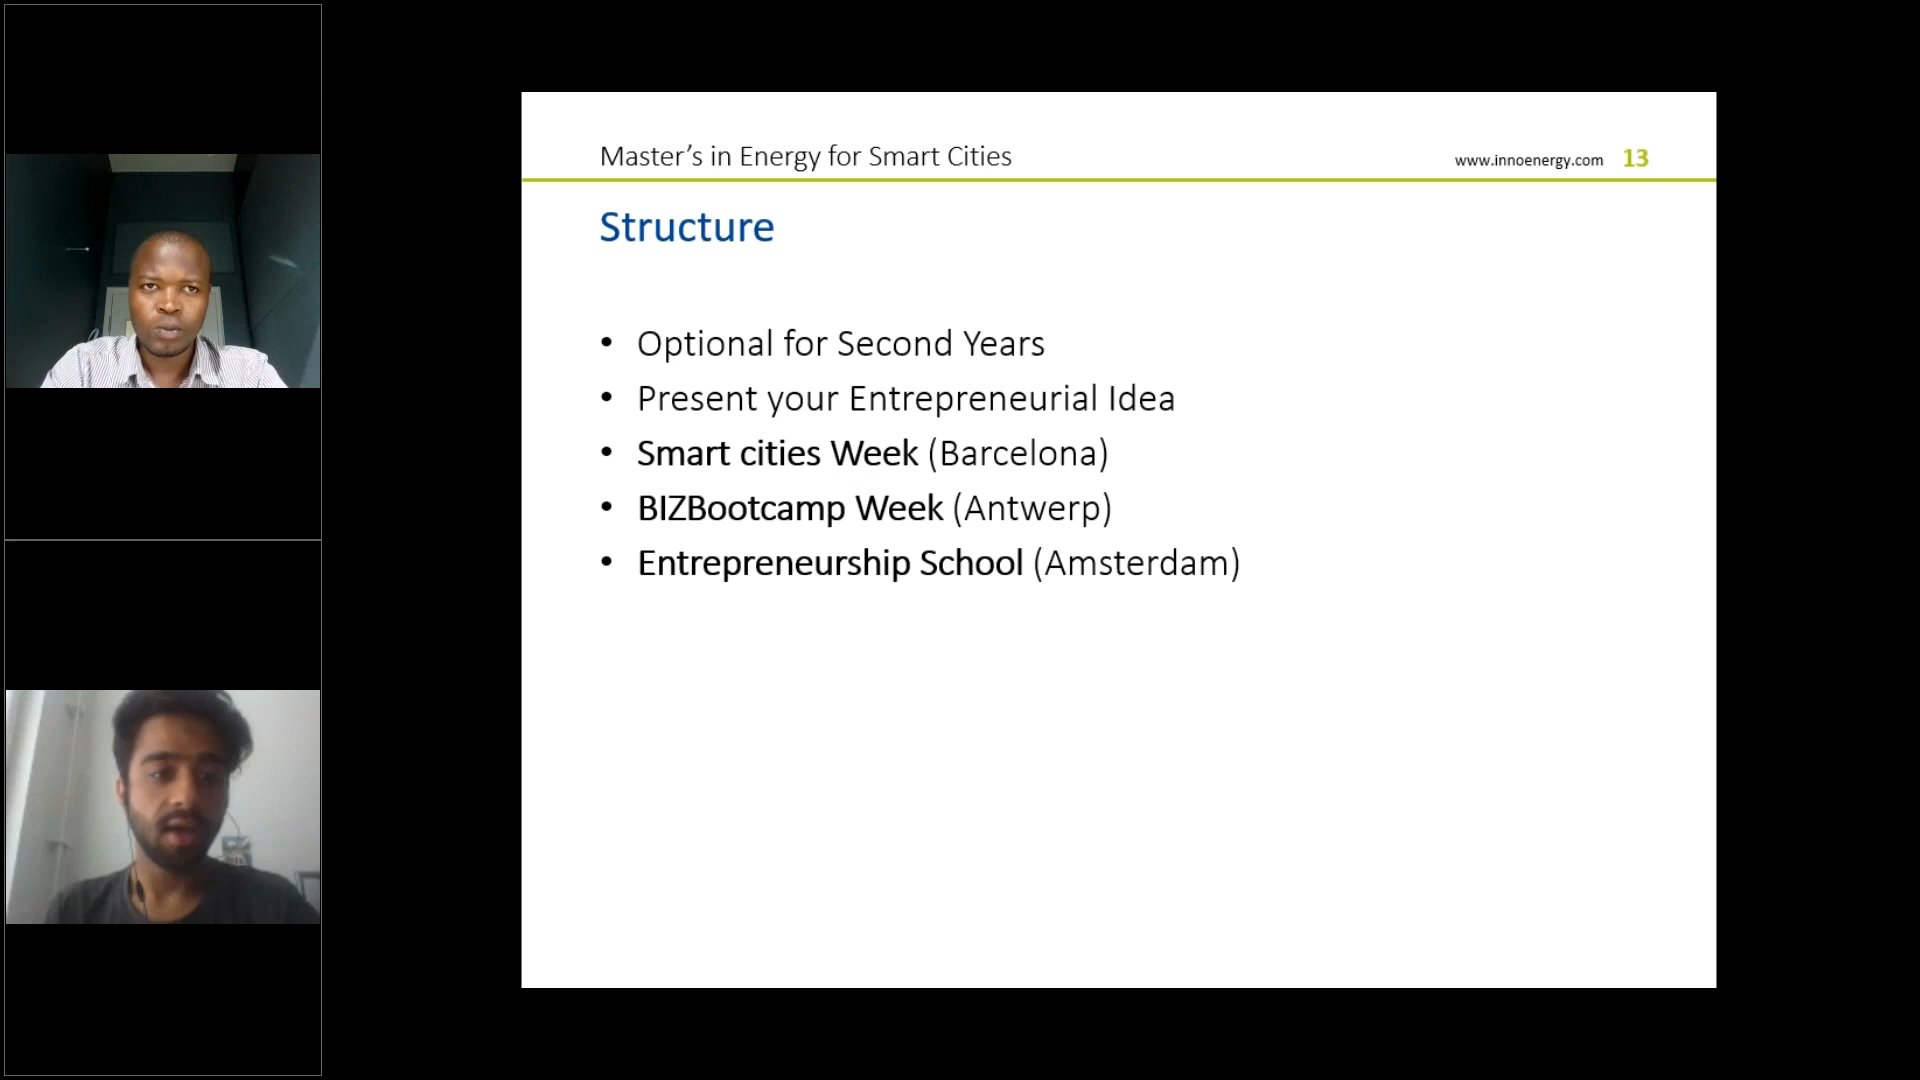 Master’s in Energy for Smart Cities
www.innoenergy.com 13
Structure
• Optional for Second Years
• Present your Entrepreneurial Idea
• Smart cities Week (Barcelona)
• BIZBootcamp Week (Antwerp)
• Entrepreneurship School (Amsterdam)